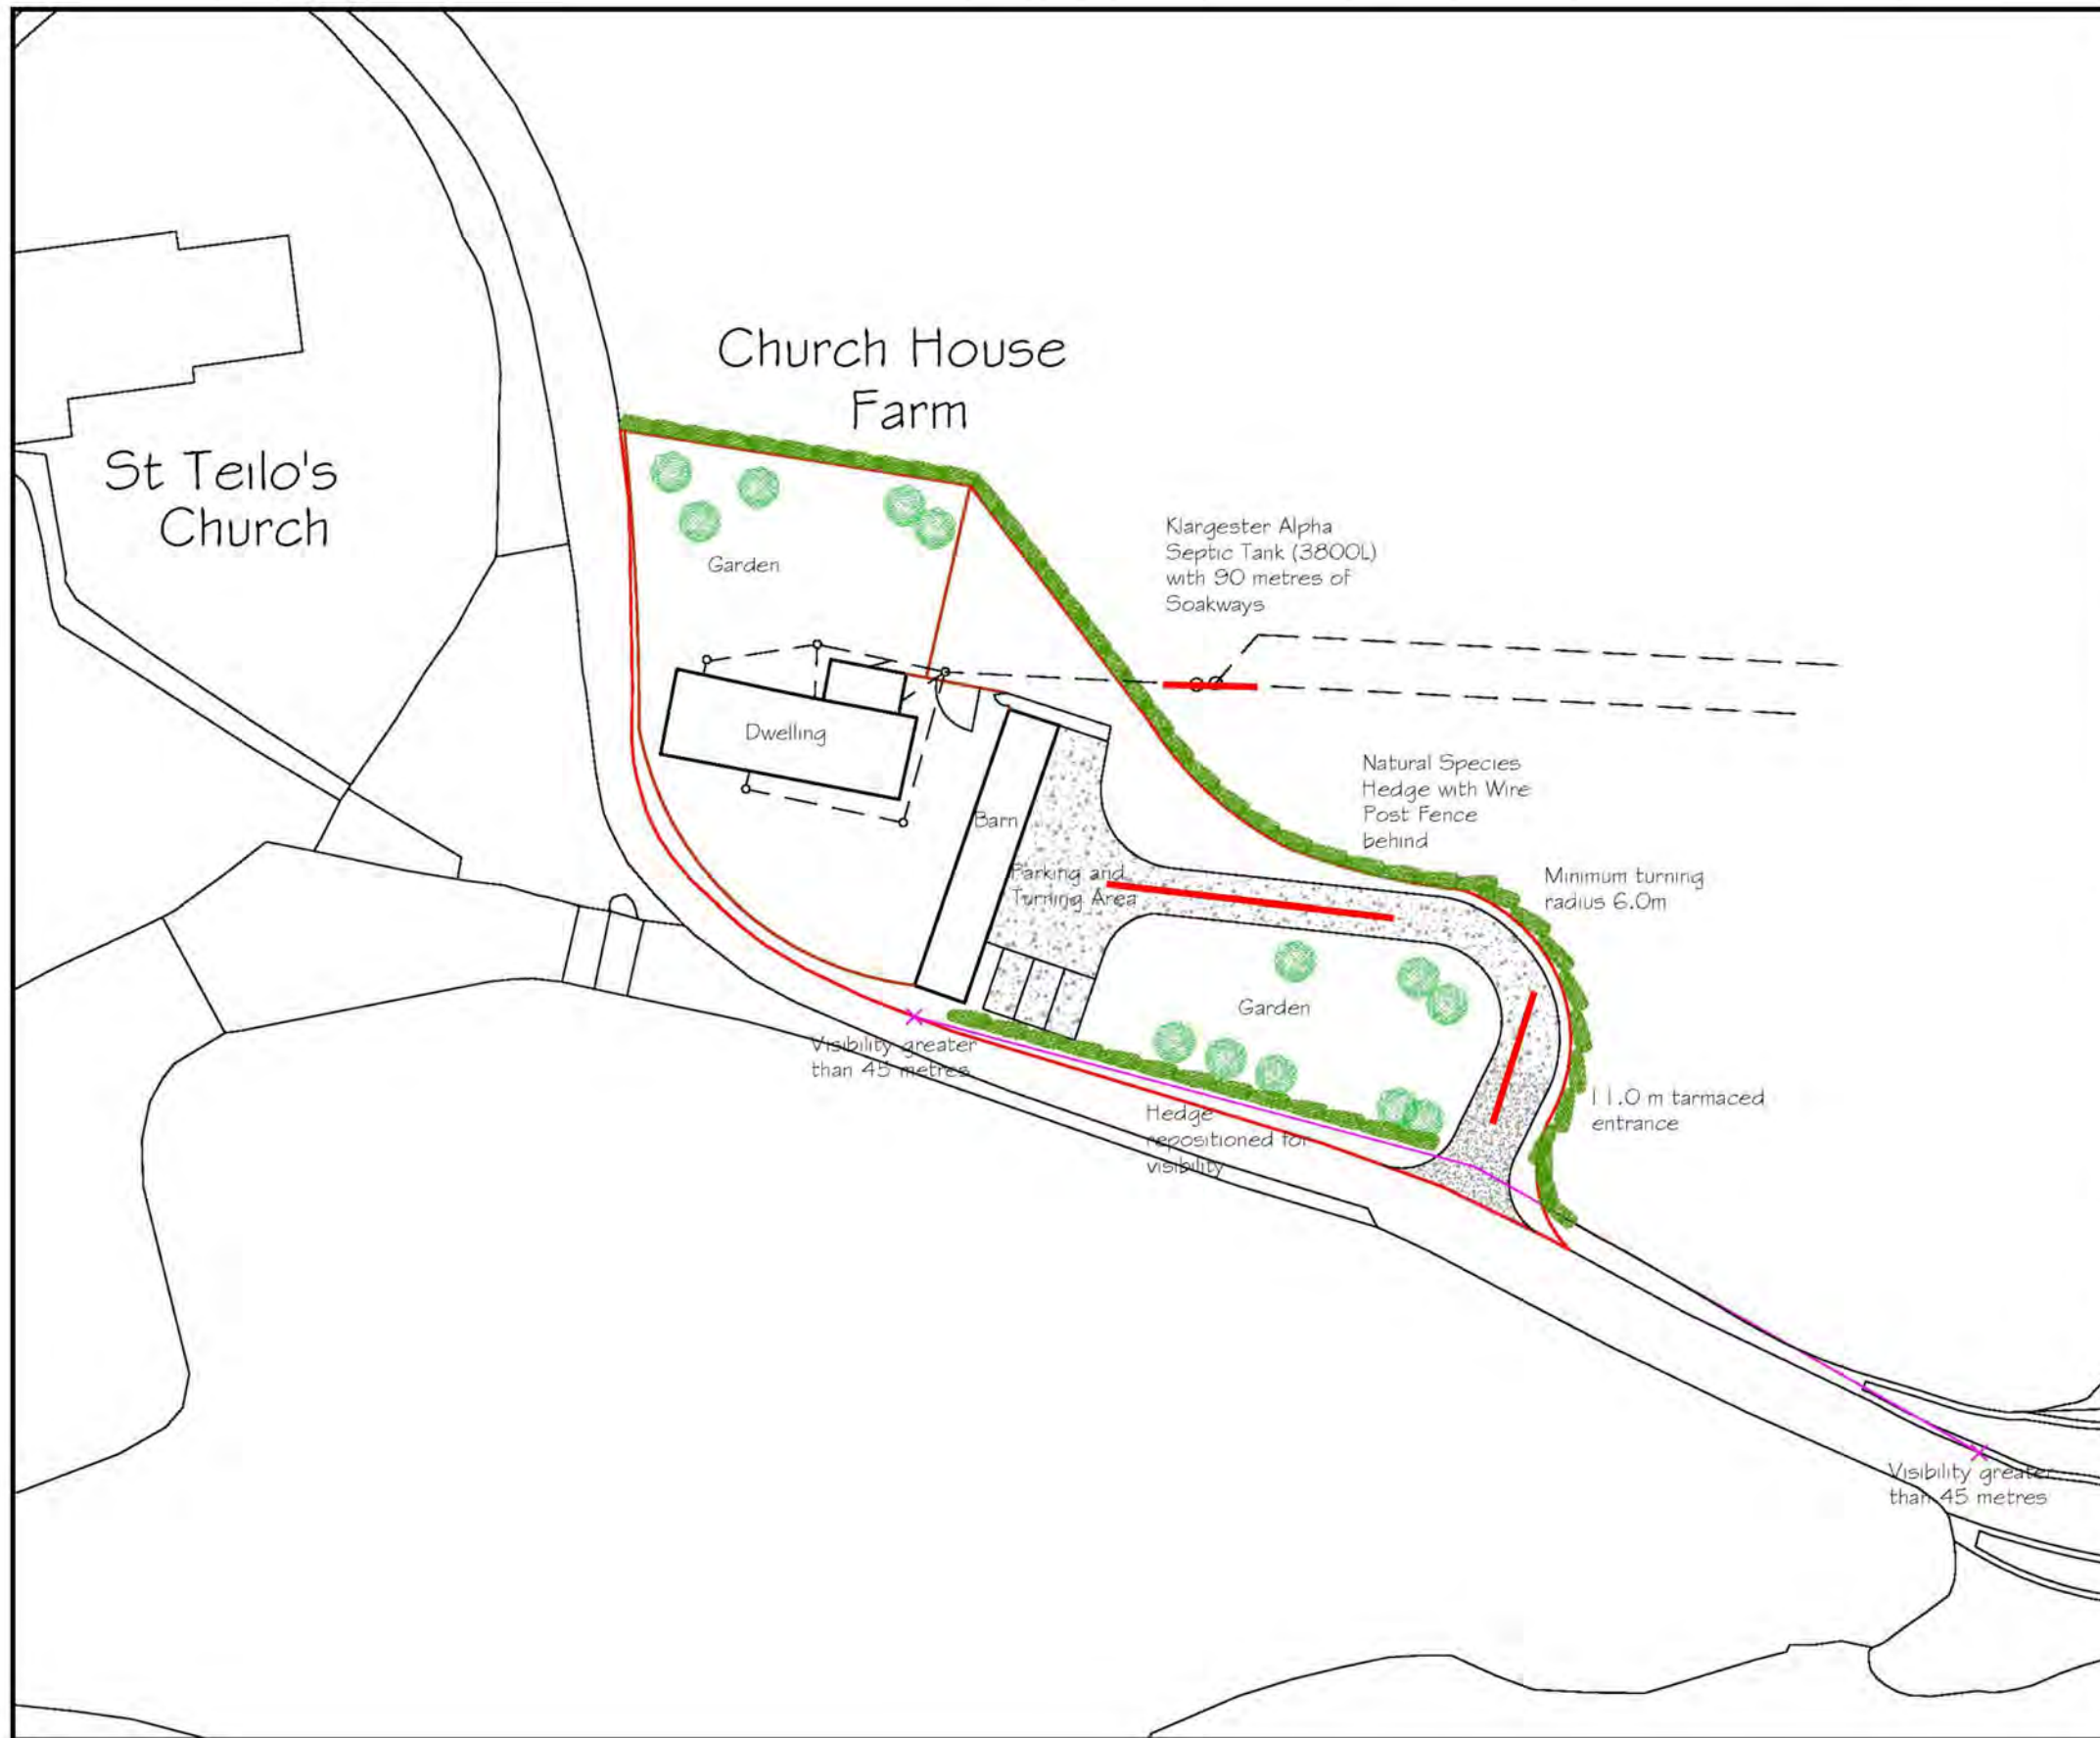 Church House
Farm
St Teilo's
Church
Klargester Alpha
Septic Tank (3800L)
with 90 metres of
Soakways
Garden
Dwelling
Natural Species
Hedge with Wire
Post Fence
behind
Barn
Parking and
Turning Area
Minimum turning
radius 6.0m
Garden
Visibility greater
than 45 metres
Hedge
repositioned for
visibility
11.0 m tarmaced
entrance
Visibility greater
than 45 metres